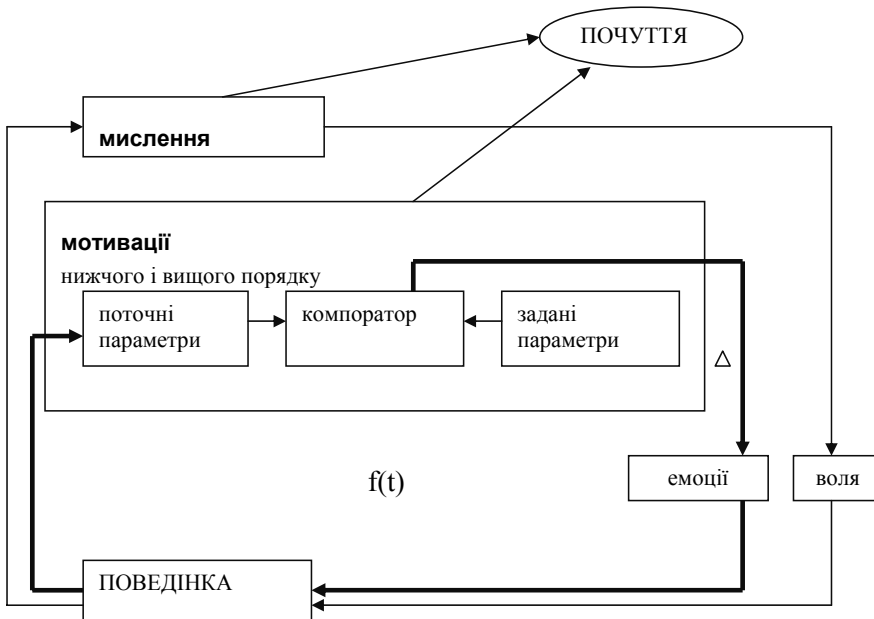 ПОЧУТТЯ
мислення
мотивації
нижчого і вищого порядку
поточні
параметри
компоратор
задані
параметри
Δ
f(t)
емоції
воля
ПОВЕДІНКА